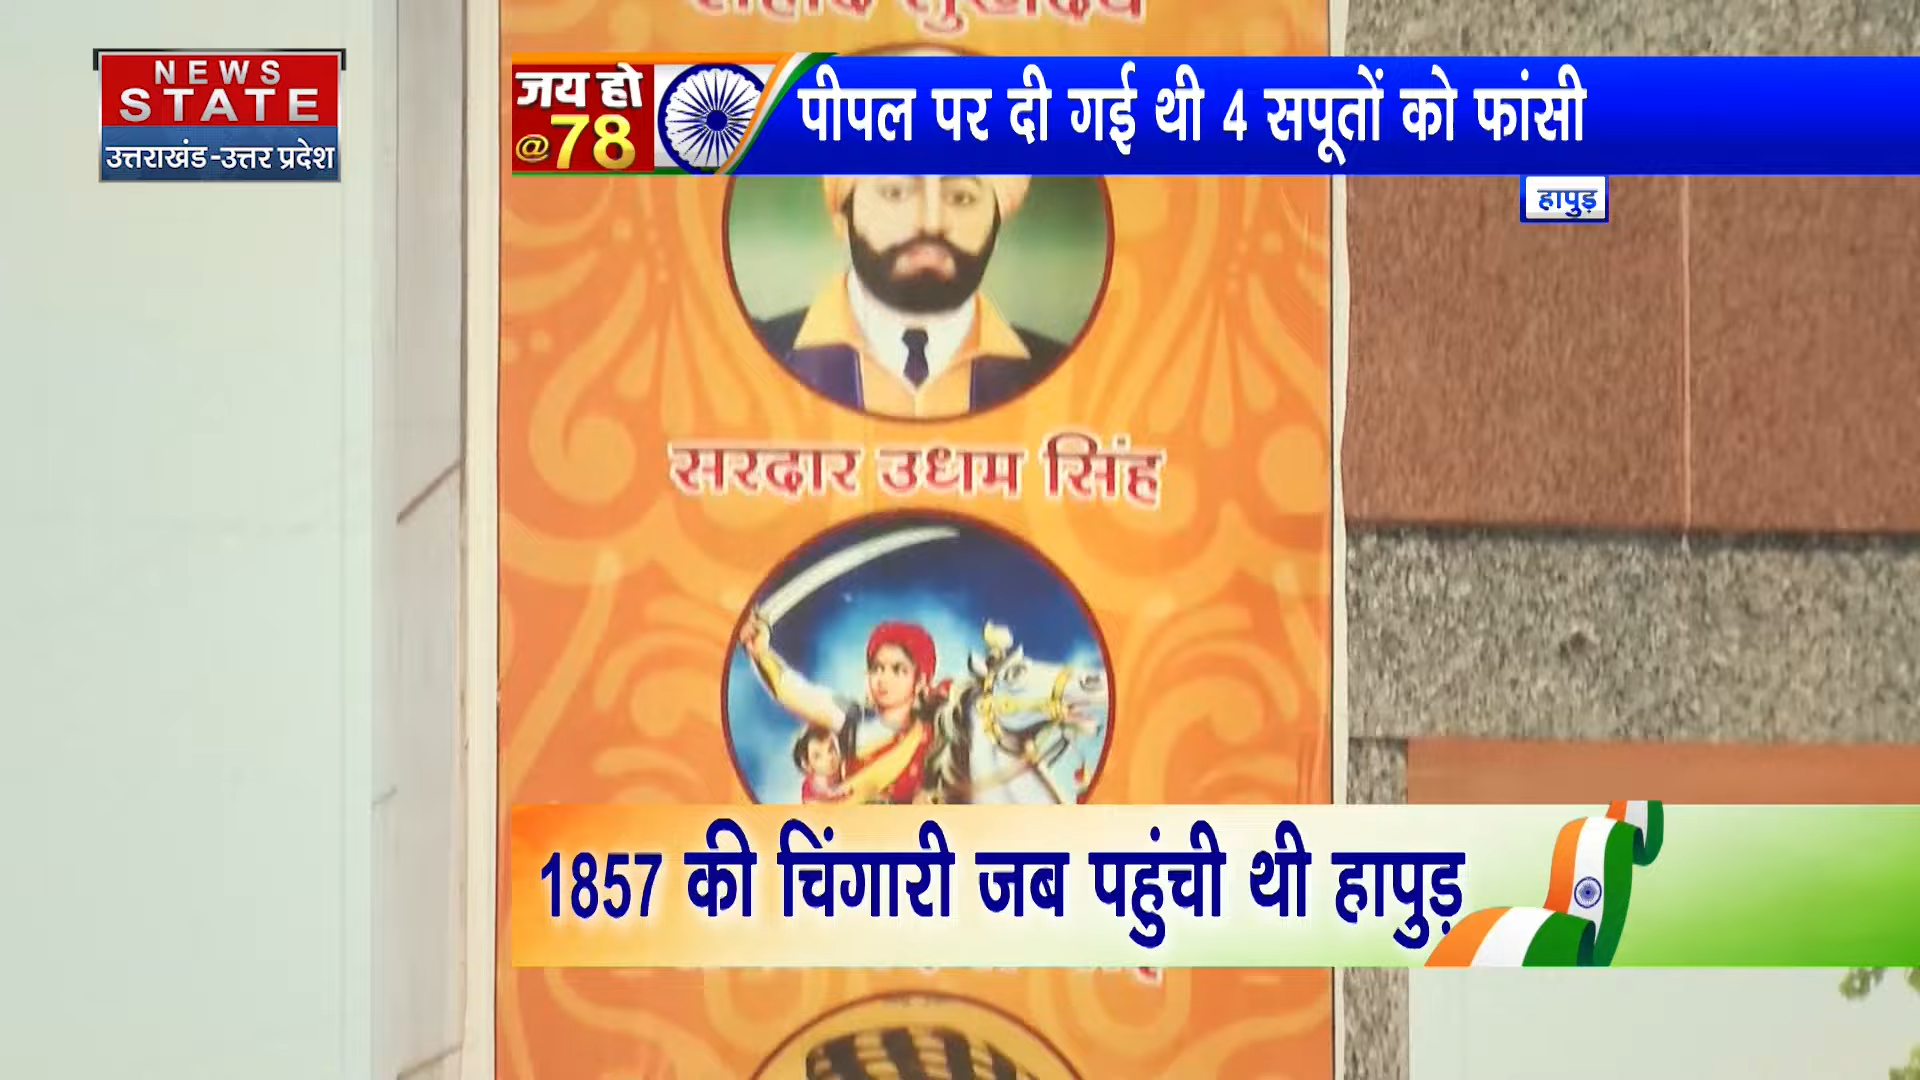 NEWS
STATE
उत्तराखंड-उत्तर प्रदेश
जय हो
@78
पीपल पर दी गई थी 4 सपूतों को फांसी
हापुड़
सरदार उधम सिंह
1857 की चिंगारी जब पहुंची थी हापुड़